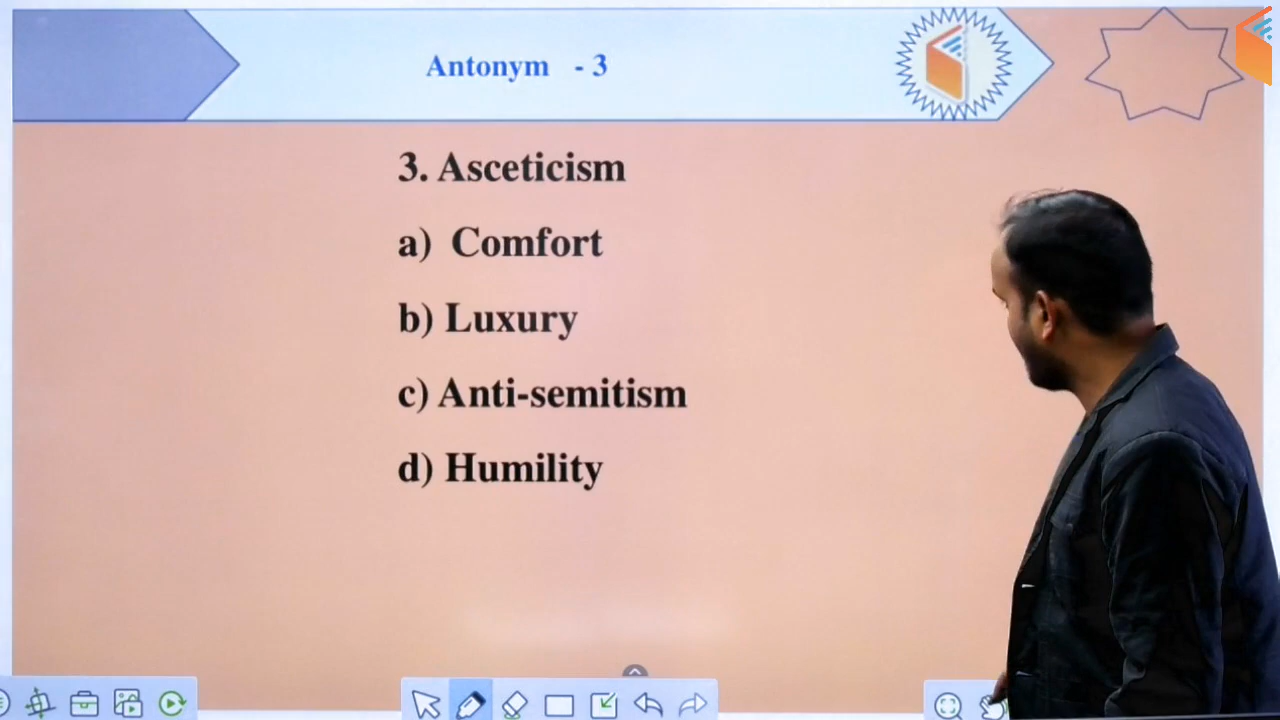 Antonym - 3
3. Asceticism
a) Comfort
b) Luxury
c) Anti-semitism
d) Humility